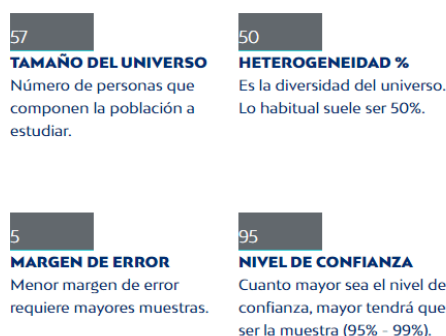 57
TAMAÑO DEL UNIVERSO
Número de personas que
componen la población a
estudiar.
50
HETEROGENEIDAD %
Es la diversidad del universo.
Lo habitual suele ser 50%.
5
MARGEN DE ERROR
Menor margen de error
requiere mayores muestras.
95
NIVEL DE CONFIANZA
Cuanto mayor sea el nivel de
confianza, mayor tendrá que
ser la muestra (95% - 99%).